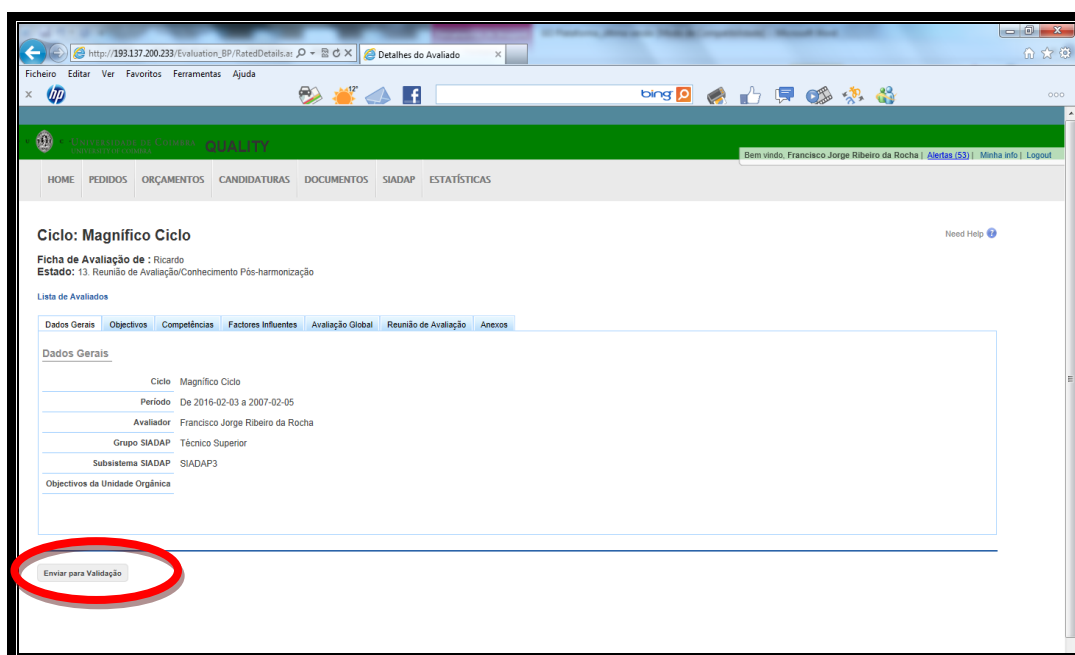 http://193.137.200.233/Evaluation_BP/RatedDetails.a
Detalhes do Avaliado
Ficheiro Editar Ver Favoritos Ferramentas Ajuda
hp 12° bing
QUALITY
Bem vindo, Francisco Jorge Ribeiro da Rocha | Alertas (53) | Minha info | Logout
HOME PEDIDOS ORÇAMENTOS CANDIDATURAS DOCUMENTOS SIADAP ESTATÍSTICAS
Ciclo: Magnífico Ciclo
Need Help
Ficha de Avaliação de : Ricardo
Estado: 13. Reunião de Avaliação/Conhecimento Pós-harmonização
Lista de Avaliados
Dados Gerais Objectivos Competências Factores Influentes Avaliação Global Reunião de Avaliação Anexos
Dados Gerais
Ciclo Magnífico Ciclo
Período De 2016-02-03 a 2007-02-05
Avaliador Francisco Jorge Ribeiro da Rocha
Grupo SIADAP Técnico Superior
Subsistema SIADAP SIADAP3
Objectivos da Unidade Orgânica
Enviar para Validação